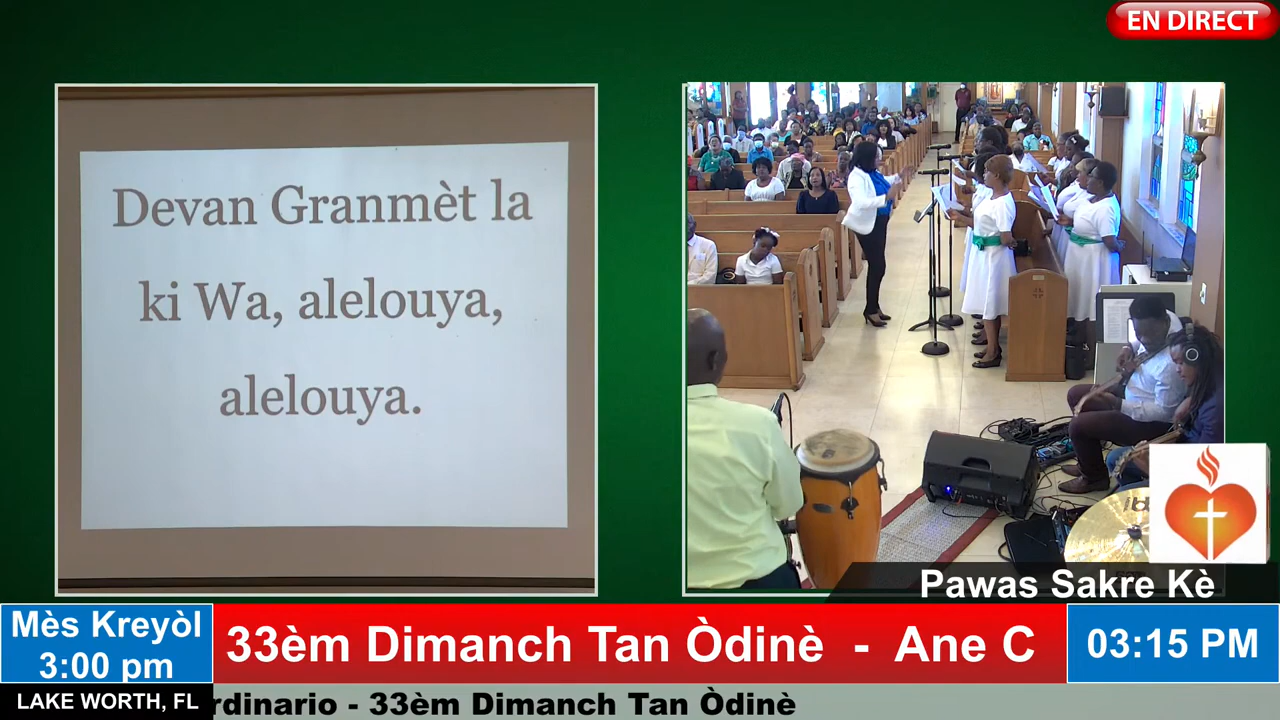 EN DIRECT
Devan Granmèt la
ki Wa, alelouya,
alelouya.
Pawas Sakre Kè
Mès Kreyòl
3:00 pm
33èm Dimanch Tan Òdinè - Ane C
03:15 PM
LAKE WORTH, FL
rdinario - 33èm Dimanch Tan Òdinè